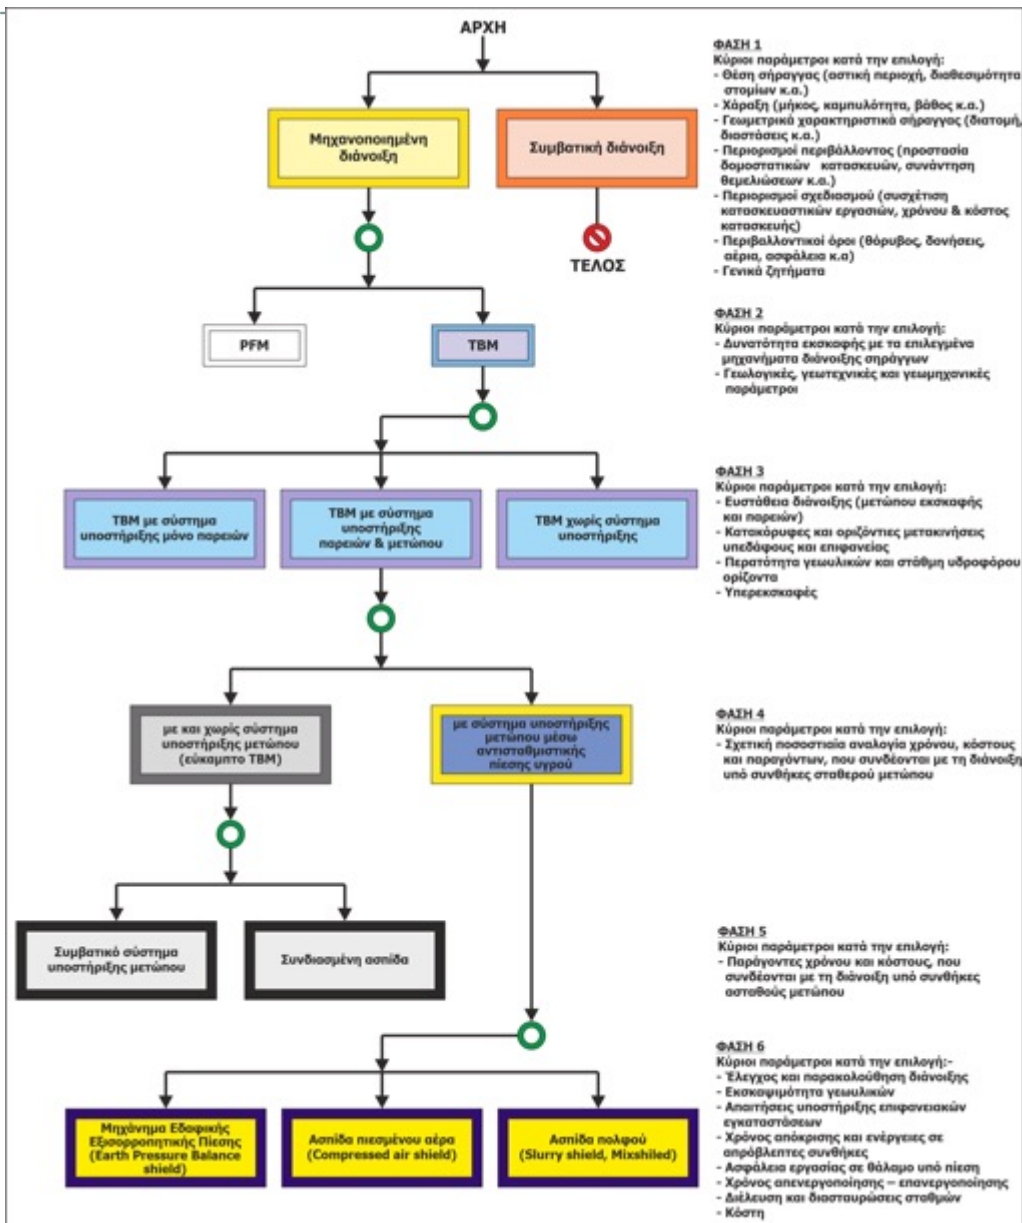 ΑΡΧΗ
Μηχανοποιημένη
διάνοιξη
Συμβατική διάνοιξη
ΤΕΛΟΣ
ΦΑΣΗ 1
Κύριοι παράμετροι κατά την επιλογή:
- Θέση σήραγγας (αστική περιοχή, διαθεσιμότητα
στομίων κ.α.)
- Χάραξη (μήκος, καμπυλότητα, βάθος κ.α.)
- Γεωμετρικά χαρακτηριστικά σήραγγας (διατομή,
διαστάσεις κ.α.)
- Περιορισμοί περιβάλλοντος (προστασία
δομοστατικών κατασκευών, συνάντηση
θεμελιώσεων κ.α.)
- Περιορισμοί σχεδιασμού (συσχέτιση
κατασκευαστικών εργασιών, χρόνου & κόστος
κατασκευής)
- Περιβαλλοντικοί όροι (θόρυβος, δονήσεις,
αέρια, ασφάλεια κ.α)
- Γενικά ζητήματα
PFM
TBM
ΦΑΣΗ 2
Κύριοι παράμετροι κατά την επιλογή:
- Δυνατότητα εκσκαφής με τα επιλεγμένα
μηχανήματα διάνοιξης σηράγγων
- Γεωλογικές, γεωτεχνικές και γεωμηχανικές
παράμετροι
TBM με σύστημα
υποστήριξης μόνο παρειών
TBM με σύστημα
υποστήριξης
παρειών & μετώπου
TBM χωρίς σύστημα
υποστήριξης
ΦΑΣΗ 3
Κύριοι παράμετροι κατά την επιλογή:
- Ευστάθεια διάνοιξης (μετώπου εκσκαφής
και παρειών)
- Κατακόρυφες και οριζόντιες μετακινήσεις
υπεδάφους και επιφανείας
- Περατότητα γεωυλικών και στάθμη υδροφόρου
ορίζοντα
- Υπερεκσκαφές
με και χωρίς σύστημα
υποστήριξης μετώπου
(εύκαμπτο TBM)
με σύστημα υποστήριξης
μετώπου μέσω
αντισταθμιστικής
πίεσης υγρού
ΦΑΣΗ 4
Κύριοι παράμετροι κατά την επιλογή:
- Σχετική ποσοστιαία αναλογία χρόνου, κόστους
και παραγόντων, που συνδέονται με τη διάνοιξη
υπό συνθήκες σταθερού μετώπου
Συμβατικό σύστημα
υποστήριξης μετώπου
Συνδιασμένη ασπίδα
ΦΑΣΗ 5
Κύριοι παράμετροι κατά την επιλογή:
- Παράγοντες χρόνου και κόστους, που
συνδέονται με τη διάνοιξη υπό συνθήκες
ασταθούς μετώπου
Μηχάνημα Εδαφικής
Εξισορροπητικής Πίεσης
(Earth Pressure Balance
shield)
Ασπίδα πιεσμένου αέρα
(Compressed air shield)
Ασπίδα πολφού
(Slurry shield, Mixshiled)
ΦΑΣΗ 6
Κύριοι παράμετροι κατά την επιλογή:-
- Έλεγχος και παρακολούθηση διάνοιξης
- Εκσκαψιμότητα γεωυλικών
- Απαιτήσεις υποστήριξης επιφανειακών
εγκαταστάσεων
- Χρόνος απόκρισης και ενέργειες σε
απρόβλεπτες συνθήκες
- Ασφάλεια εργασίας σε θάλαμο υπό πίεση
- Χρόνος απενεργοποίησης – επανεργοποίησης
- Διέλευση και διασταυρώσεις σταθμών
- Κόστη